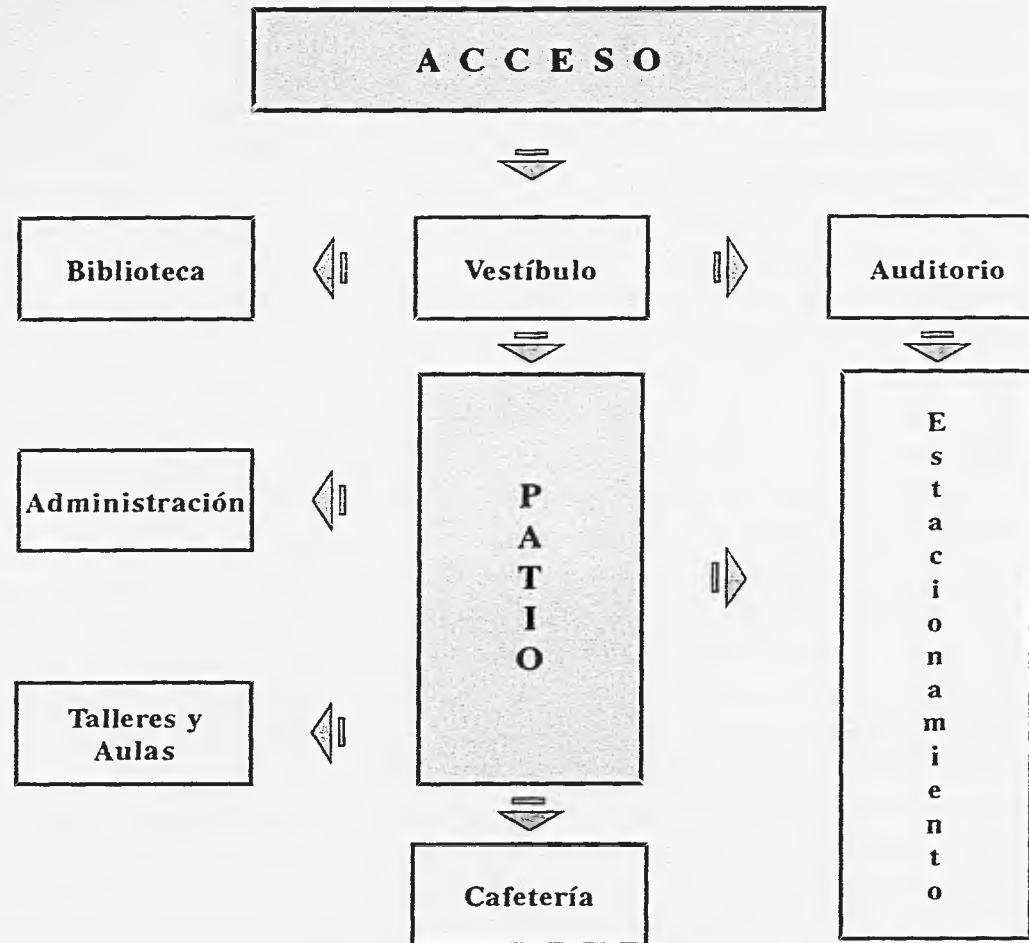 A C C E S O
Biblioteca
Vestíbulo
Auditorio
Administración
P
A
T
I
O
E
s
t
a
c
i
o
n
a
m
i
e
n
t
o
Talleres y
Aulas
Cafetería